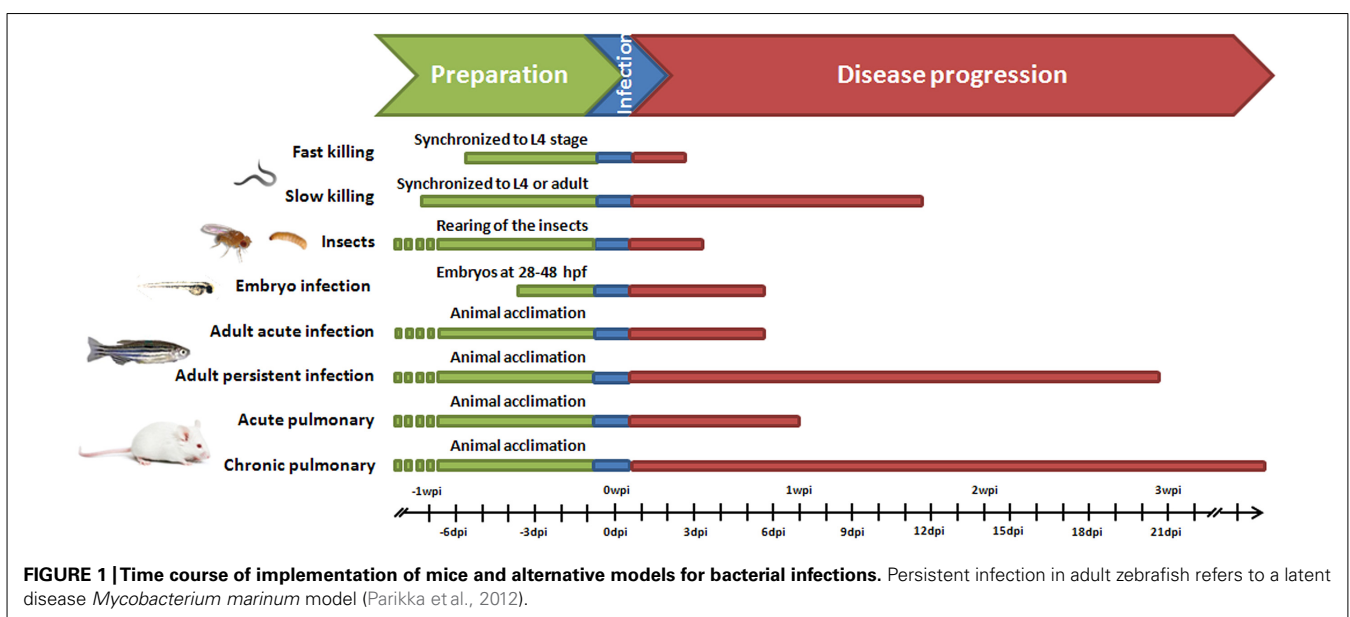 Preparation
Infection
Disease progression
Synchronized to L4 stage
Fast killing
Synchronized to L4 or adult
Slow killing
Rearing of the insects
Insects
Embryos at 28-48 hpf
Embryo infection
Animal acclimation
Adult acute infection
Animal acclimation
Adult persistent infection
Animal acclimation
Acute pulmonary
Animal acclimation
Chronic pulmonary
-1wpi 0wpi 1wpi 2wpi 3wpi
-6dpi -3dpi 0dpi 3dpi 6dpi 9dpi 12dpi 15dpi 18dpi 21dpi
FIGURE 1 | Time course of implementation of mice and alternative models for bacterial infections. Persistent infection in adult zebrafish refers to a latent
disease Mycobacterium marinum model (Parikka et al., 2012).